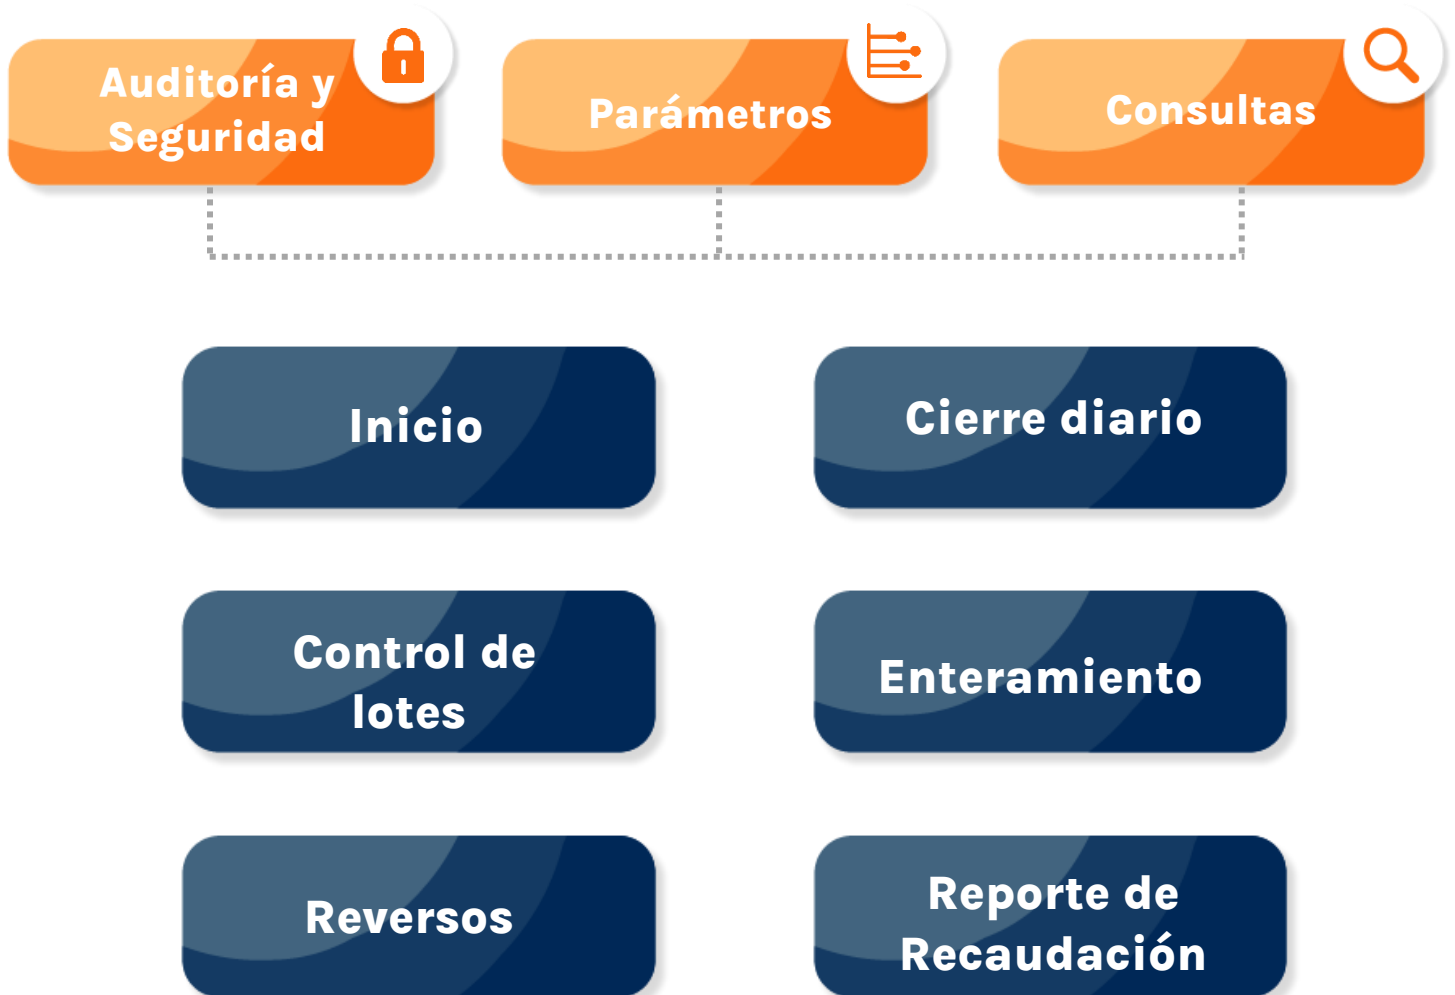 Auditoría y
Seguridad
Parámetros
Consultas
Inicio
Cierre diario
Control de
lotes
Enteramiento
Reversos
Reporte de
Recaudación